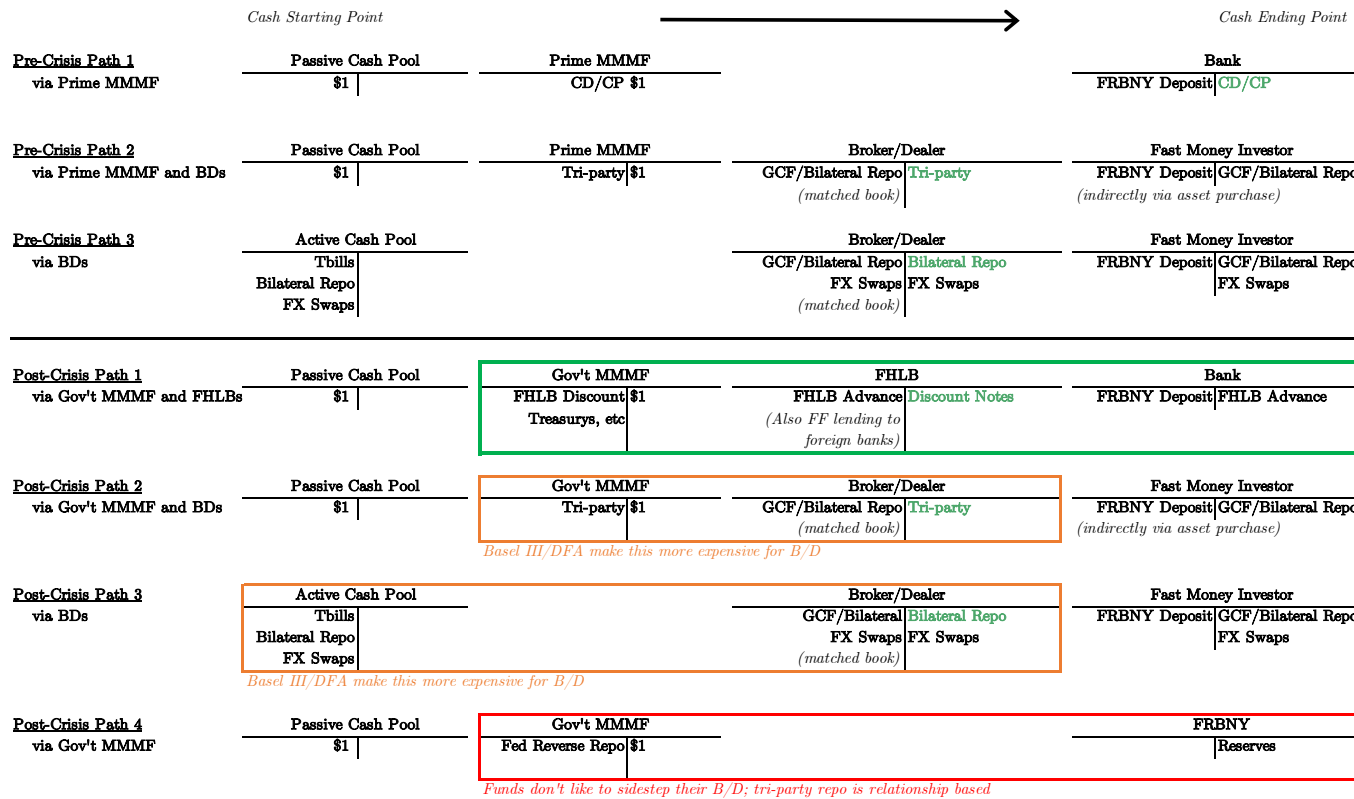 Cash Starting Point Cash Ending Point
Pre-Crisis Path 1 Passive Cash Pool Prime MMMF Bank
via Prime MMMF $1 CD/CP $1 FRBNY Deposit CD/CP
Pre-Crisis Path 2 Passive Cash Pool Prime MMMF Broker/Dealer Fast Money Investor
via Prime MMMF and BDs $1 Tri-party $1 GCF/Bilateral Repo Tri-party FRBNY Deposit GCF/Bilateral Repo
(matched book) (indirectly via asset purchase)
Pre-Crisis Path 3 Active Cash Pool Broker/Dealer Fast Money Investor
via BDs Tbills GCF/Bilateral Repo Bilateral Repo FRBNY Deposit GCF/Bilateral Repo
Bilateral Repo FX Swaps FX Swaps FX Swaps
FX Swaps (matched book)
Post-Crisis Path 1 Passive Cash Pool Gov't MMMF FHLB Bank
via Gov't MMMF and FHLBs $1 FHLB Discount $1 FHLB Advance Discount Notes FRBNY Deposit FHLB Advance
Treasurys, etc (Also FF lending to
foreign banks)
Post-Crisis Path 2 Passive Cash Pool Gov't MMMF Broker/Dealer Fast Money Investor
via Gov't MMMF and BDs $1 Tri-party $1 GCF/Bilateral Repo Tri-party FRBNY Deposit GCF/Bilateral Repo
(matched book) (indirectly via asset purchase)
Basel III/DFA make this more expensive for B/D
Post-Crisis Path 3 Active Cash Pool Broker/Dealer Fast Money Investor
via BDs Tbills GCF/Bilateral Bilateral Repo FRBNY Deposit GCF/Bilateral Repo
Bilateral Repo FX Swaps FX Swaps FX Swaps
FX Swaps (matched book)
Basel III/DFA make this more expensive for B/D
Post-Crisis Path 4 Passive Cash Pool Gov't MMMF FRBNY
via Gov't MMMF $1 Fed Reverse Repo $1 Reserves
Funds don't like to sidestep their B/D; tri-party repo is relationship based